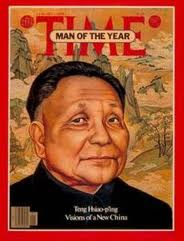 MAN OF THE YEAR
TIME
Teng Hsiao-p'ing
Visions of a New China